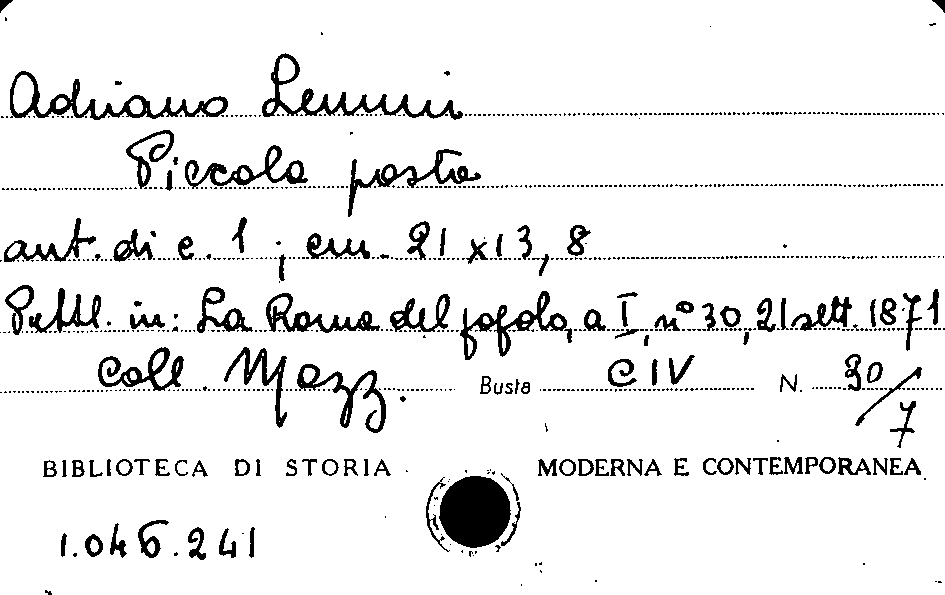 Adriano Lemmi
Piccola posta
aut. di c. 1 ; cm. 21 x 13,8
Pubbl. in: La Roma del popolo, a I, n° 30, 21 sett. 1871
Coll. Mazz. Busta C IV N. 30/7
BIBLIOTECA DI STORIA MODERNA E CONTEMPORANEA
1.046.241